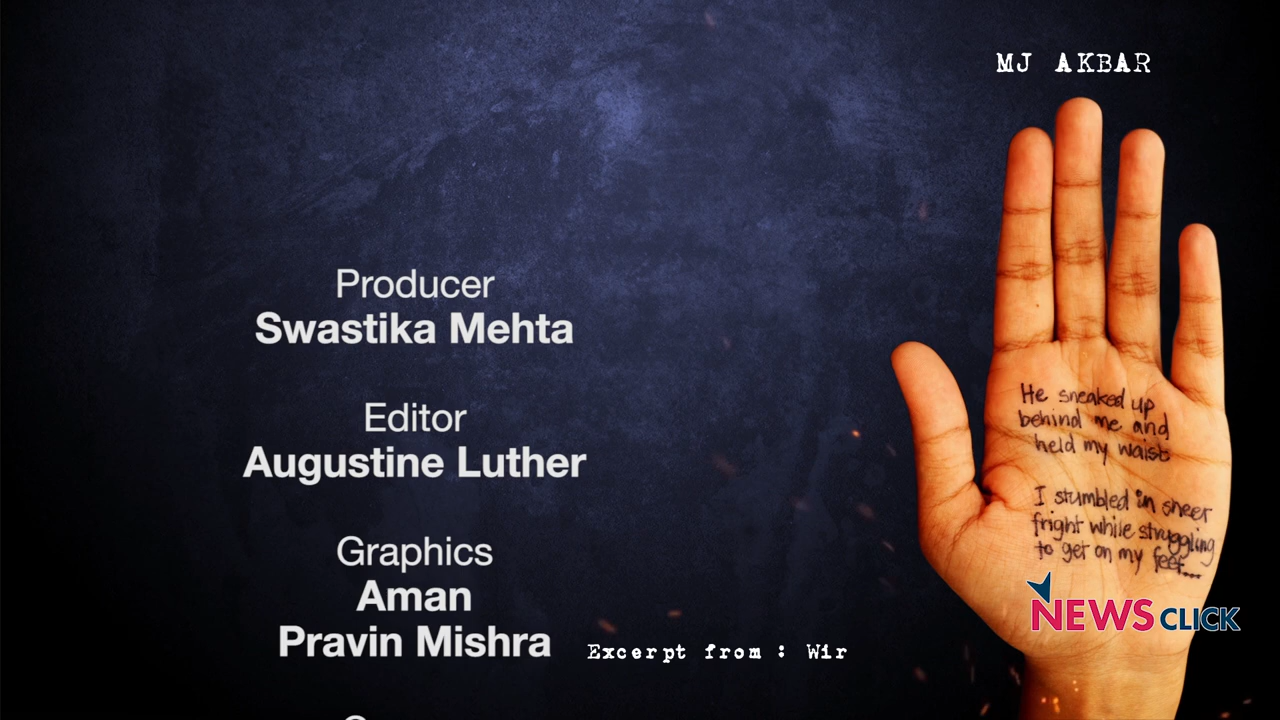 MJ AKBAR
Producer
Swastika Mehta
Editor
Augustine Luther
Graphics
Aman
Pravin Mishra
He sneaked up
behind me and
held my waist
I stumbled in sheer
fright while struggling
to get on my feet...
NEWSCLICK
Excerpt from : Wir